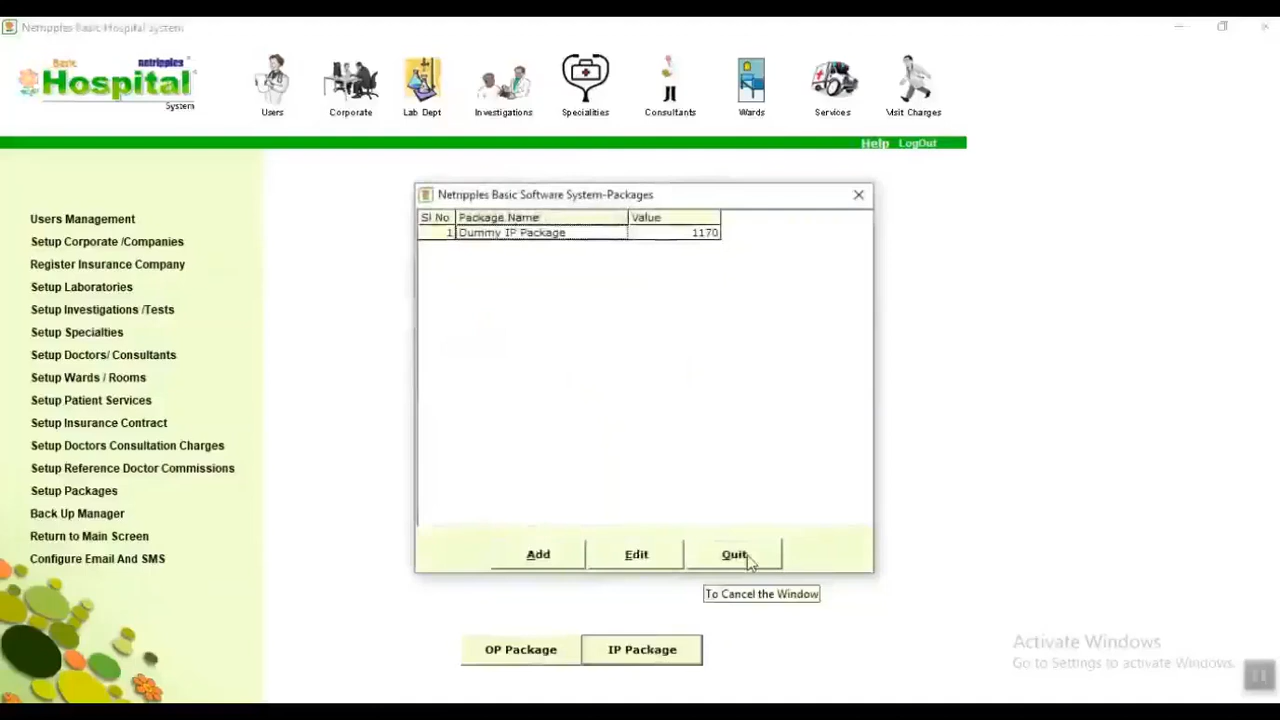 Netripples Basic Hospital System
Basic netripples
Hospital
System
Users
Corporate
Lab Dept
Investigations
Specialities
Consultants
Wards
Services
Visit Charges
Help LogOut
Users Management
Setup Corporate /Companies
Register Insurance Company
Setup Laboratories
Setup Investigations /Tests
Setup Specialties
Setup Doctors/ Consultants
Setup Wards / Rooms
Setup Patient Services
Setup Insurance Contract
Setup Doctors Consultation Charges
Setup Reference Doctor Commissions
Setup Packages
Back Up Manager
Return to Main Screen
Configure Email And SMS
Netripples Basic Software System-Packages
Sl No Package Name Value
1 Dummy IP Package 1170
Add Edit Quit
To Cancel the Window
OP Package IP Package
Activate Windows
Go to Settings to activate Windows.